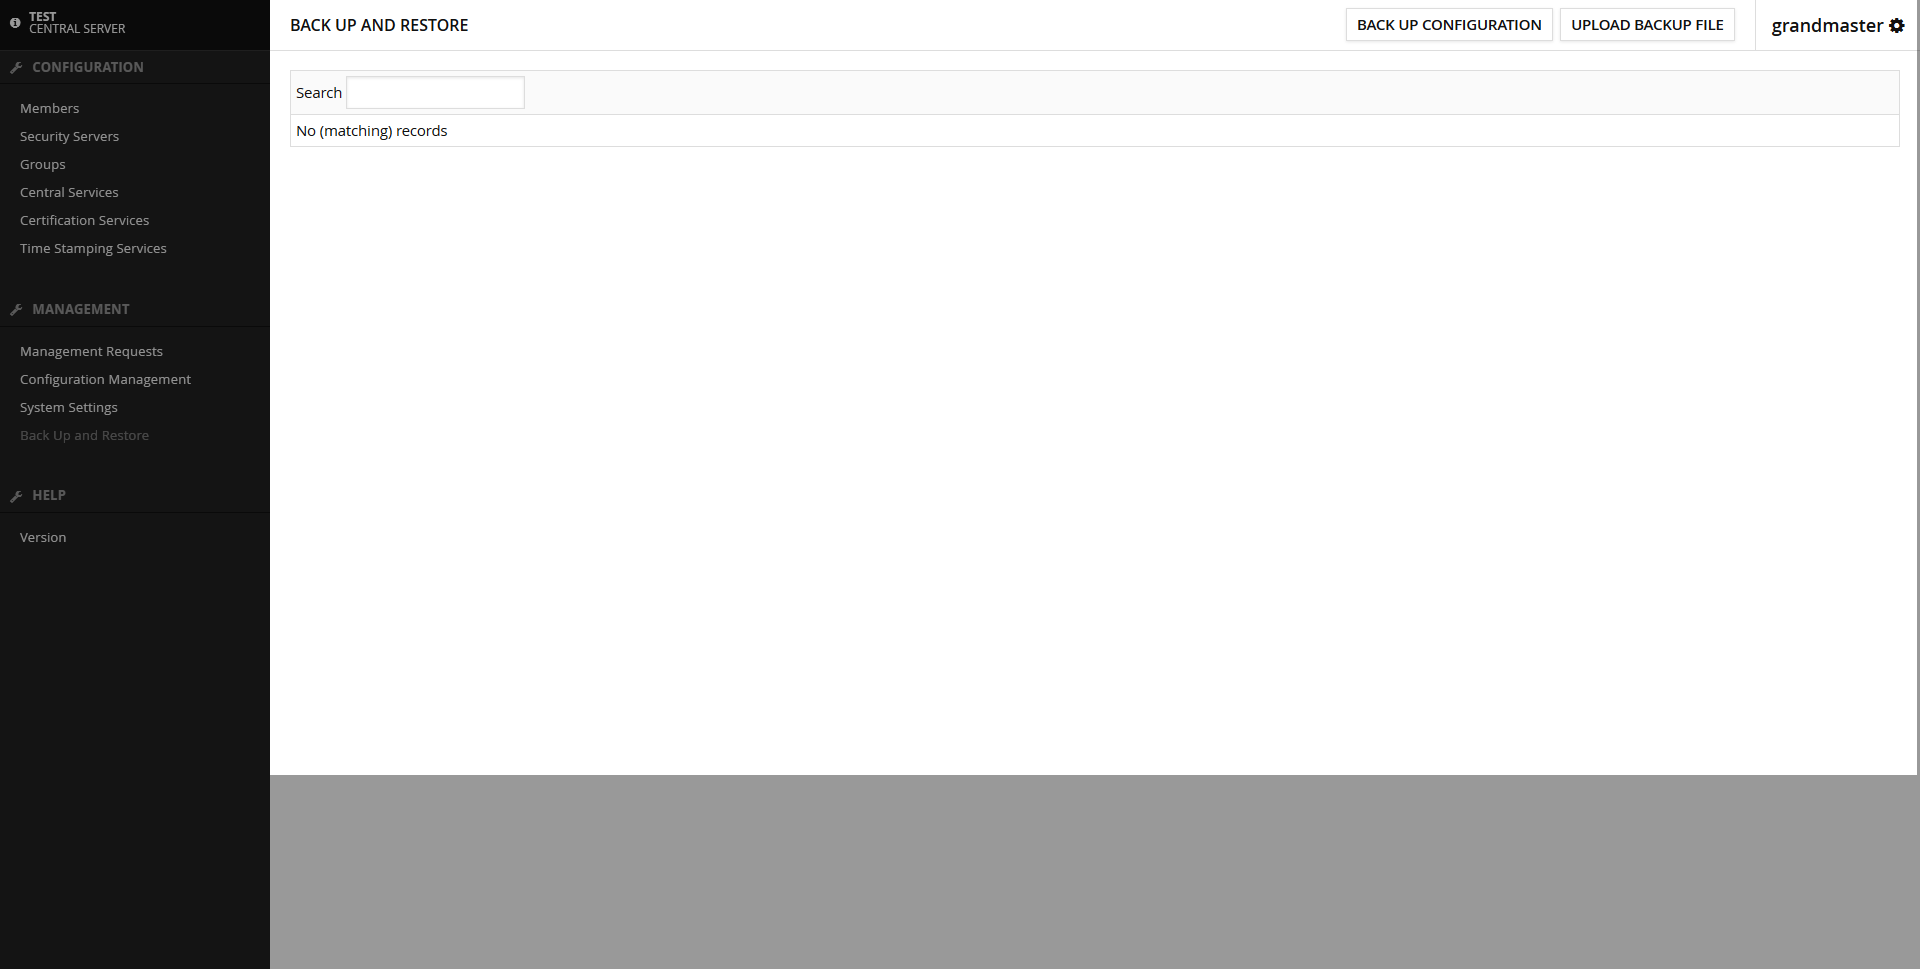 TEST
CENTRAL SERVER
CONFIGURATION
Members
Security Servers
Groups
Central Services
Certification Services
Time Stamping Services
MANAGEMENT
Management Requests
Configuration Management
System Settings
Back Up and Restore
HELP
Version
BACK UP AND RESTORE
BACK UP CONFIGURATION
UPLOAD BACKUP FILE
grandmaster
Search
No (matching) records